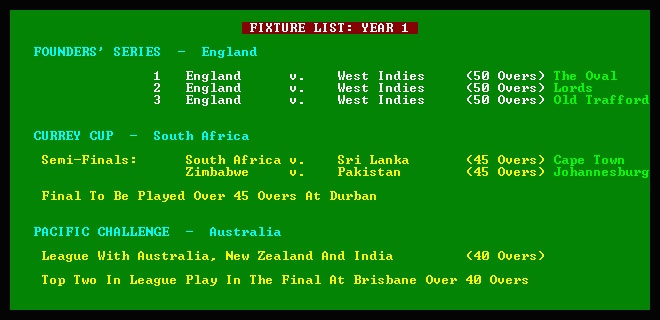 FIXTURE LIST: YEAR 1
FOUNDERS' SERIES - England
1 England v. West Indies (50 Overs) The Oval
2 England v. West Indies (50 Overs) Lords
3 England v. West Indies (50 Overs) Old Trafford
CURREY CUP - South Africa
Semi-Finals: South Africa v. Sri Lanka (45 Overs) Cape Town
Zimbabwe v. Pakistan (45 Overs) Johannesburg
Final To Be Played Over 45 Overs At Durban
PACIFIC CHALLENGE - Australia
League With Australia, New Zealand And India (40 Overs)
Top Two In League Play In The Final At Brisbane Over 40 Overs